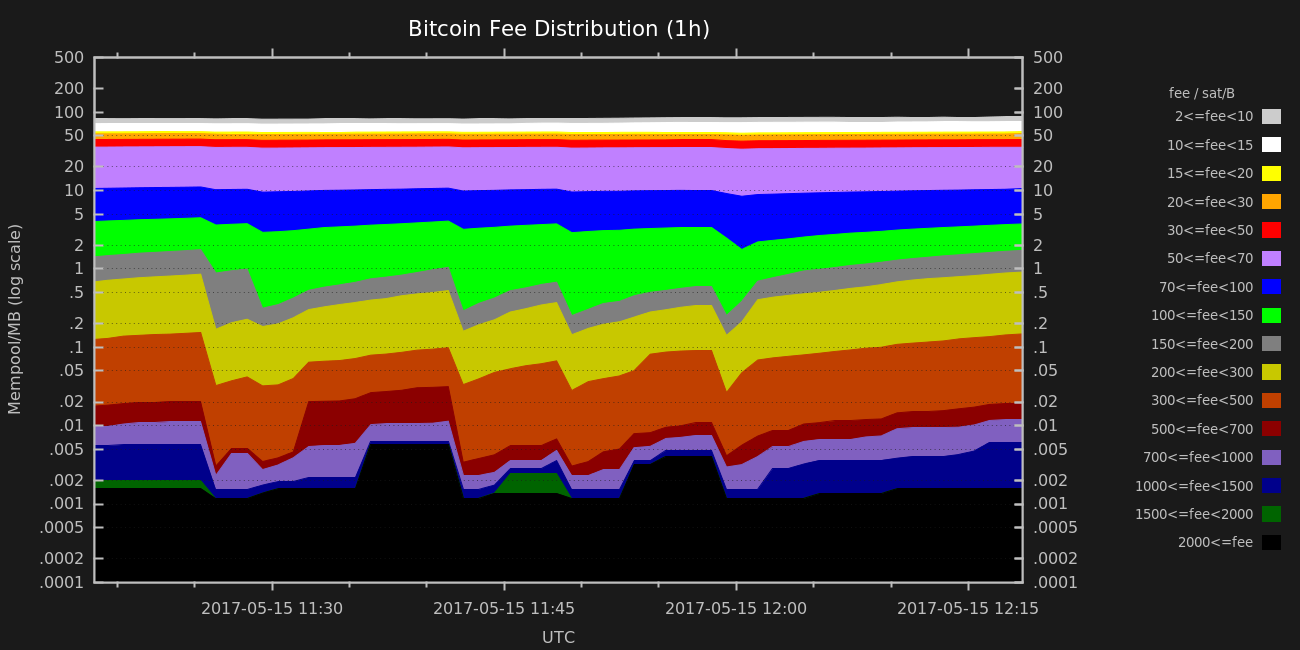 Bitcoin Fee Distribution (1h)
Mempool/MB (log scale)
500
200
100
50
20
10
5
2
1
.5
.2
.1
.05
.02
.01
.005
.002
.001
.0005
.0002
.0001
500
200
100
50
20
10
5
2
1
.5
.2
.1
.05
.02
.01
.005
.002
.001
.0005
.0002
.0001
2017-05-15 11:30 2017-05-15 11:45 2017-05-15 12:00 2017-05-15 12:15
UTC
fee / sat/B
2<=fee<10
10<=fee<15
15<=fee<20
20<=fee<30
30<=fee<50
50<=fee<70
70<=fee<100
100<=fee<150
150<=fee<200
200<=fee<300
300<=fee<500
500<=fee<700
700<=fee<1000
1000<=fee<1500
1500<=fee<2000
2000<=fee